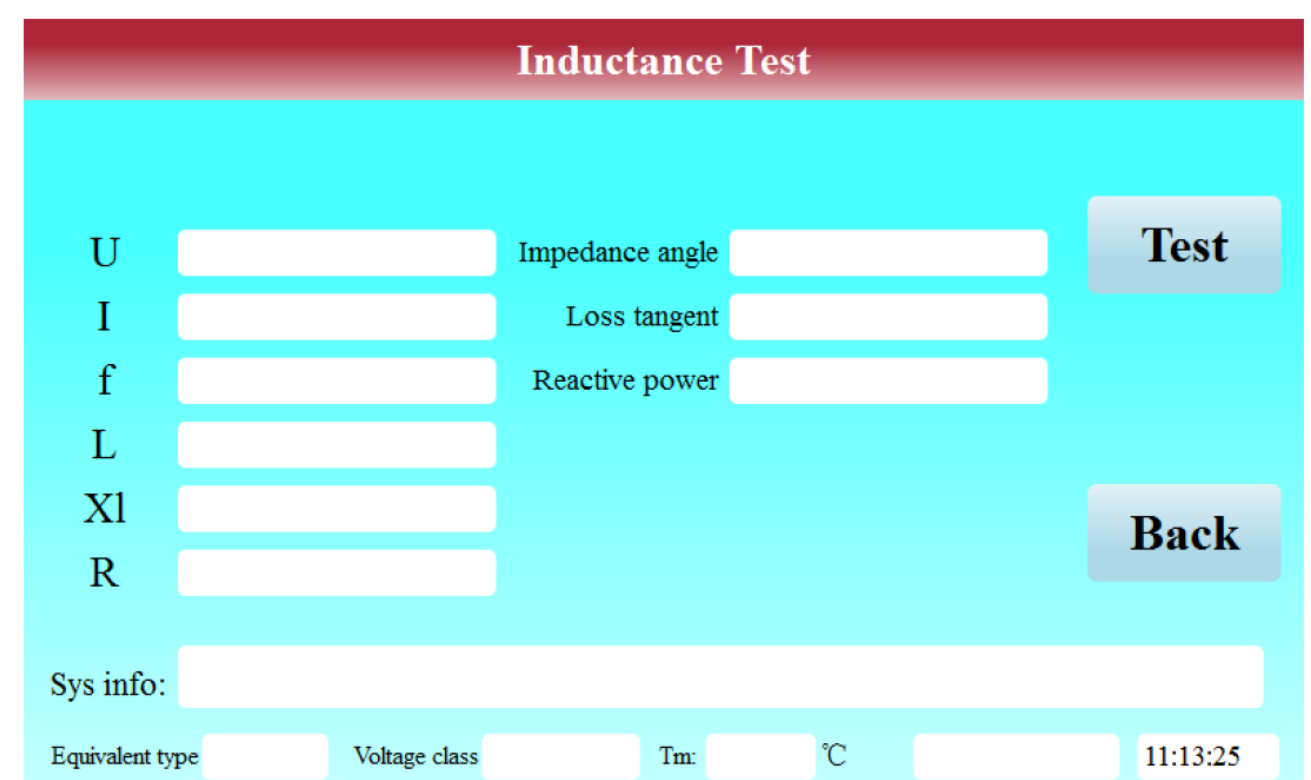 Inductance Test
U Impedance angle Test
I Loss tangent
f Reactive power
L
Xl Back
R
Sys info:
Equivalent type Voltage class Tm: ℃ 11:13:25